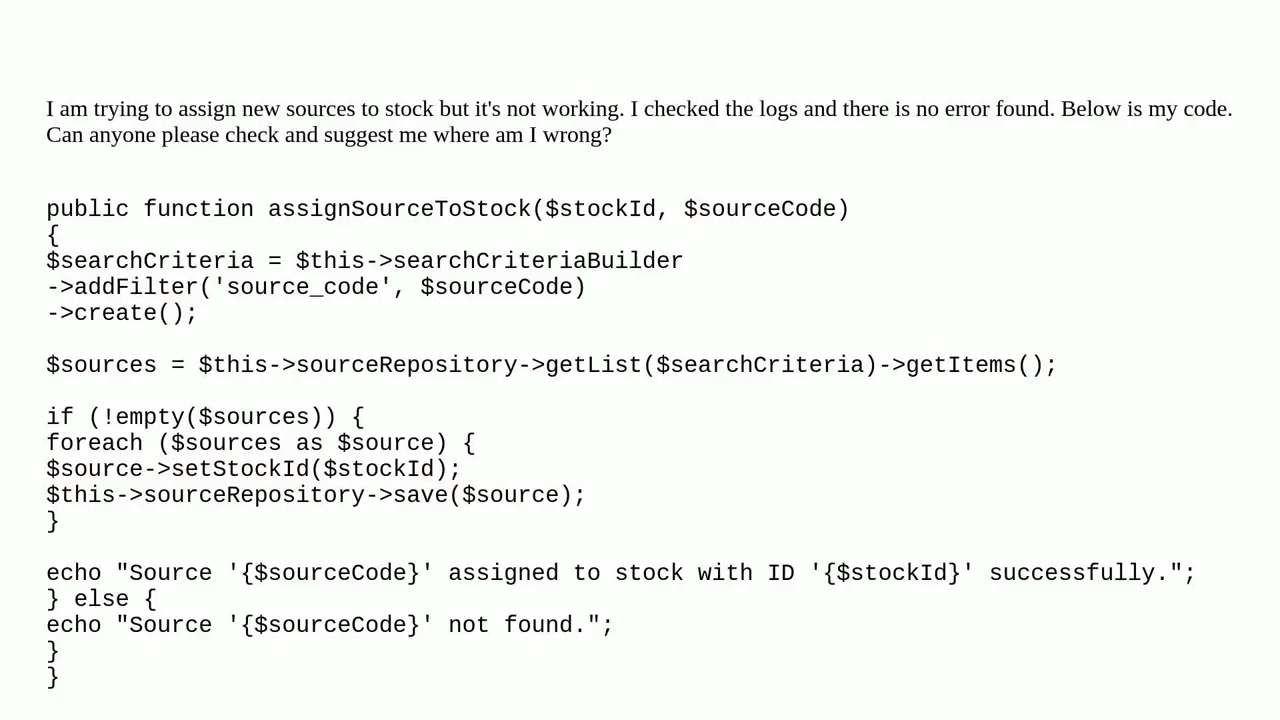 I am trying to assign new sources to stock but it's not working. I checked the logs and there is no error found. Below is my code.
Can anyone please check and suggest me where am I wrong?
public function assignSourceToStock($stockId, $sourceCode)
{
$searchCriteria = $this->searchCriteriaBuilder
->addFilter('source_code', $sourceCode)
->create();
$sources = $this->sourceRepository->getList($searchCriteria)->getItems();
if (!empty($sources)) {
foreach ($sources as $source) {
$source->setStockId($stockId);
$this->sourceRepository->save($source);
}
echo "Source '{$sourceCode}' assigned to stock with ID '{$stockId}' successfully.";
} else {
echo "Source '{$sourceCode}' not found.";
}
}